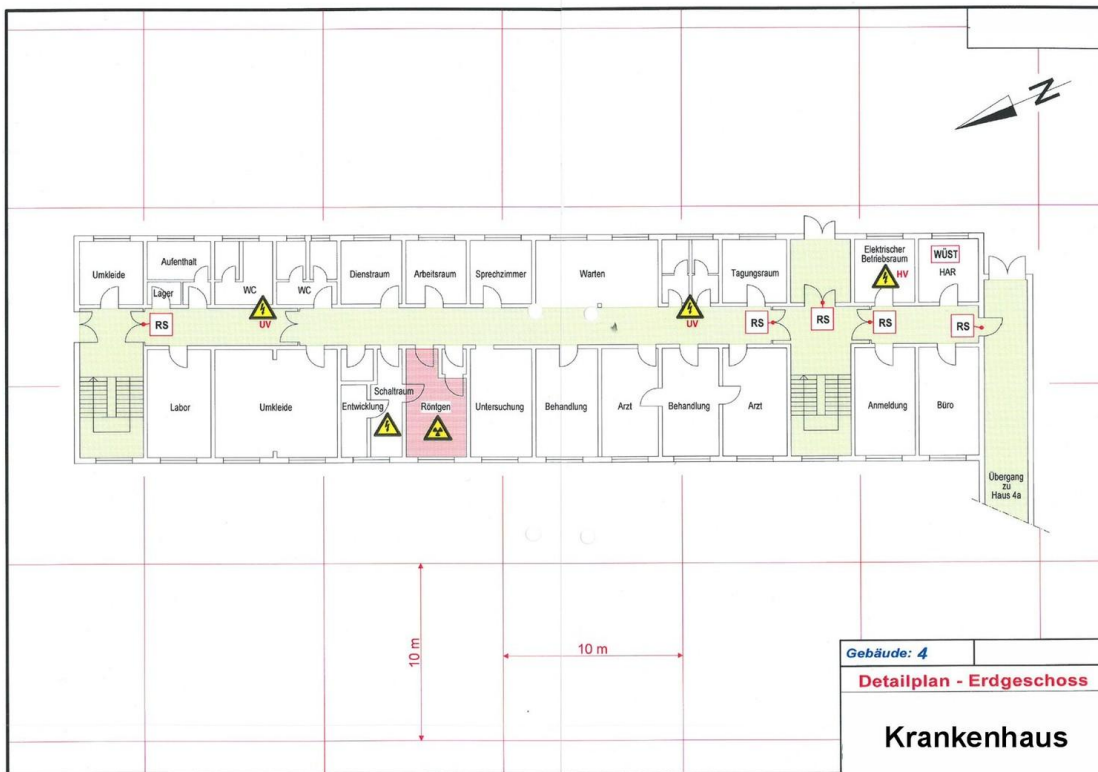 N
Umkleide
Aufenthalt
Lager
WC
WC
Dienstraum
Arbeitsraum
Sprechzimmer
Warten
Tagungsraum
Elektrischer
Betriebsraum
HV
WÜST
HAR
RS
UV
UV
RS
RS
RS
RS
Labor
Umkleide
Schaltraum
Entwicklung
Röntgen
Untersuchung
Behandlung
Arzt
Behandlung
Arzt
Anmeldung
Büro
Übergang
zu
Haus 4a
10 m
10 m
Gebäude: 4
Detailplan - Erdgeschoss
Krankenhaus